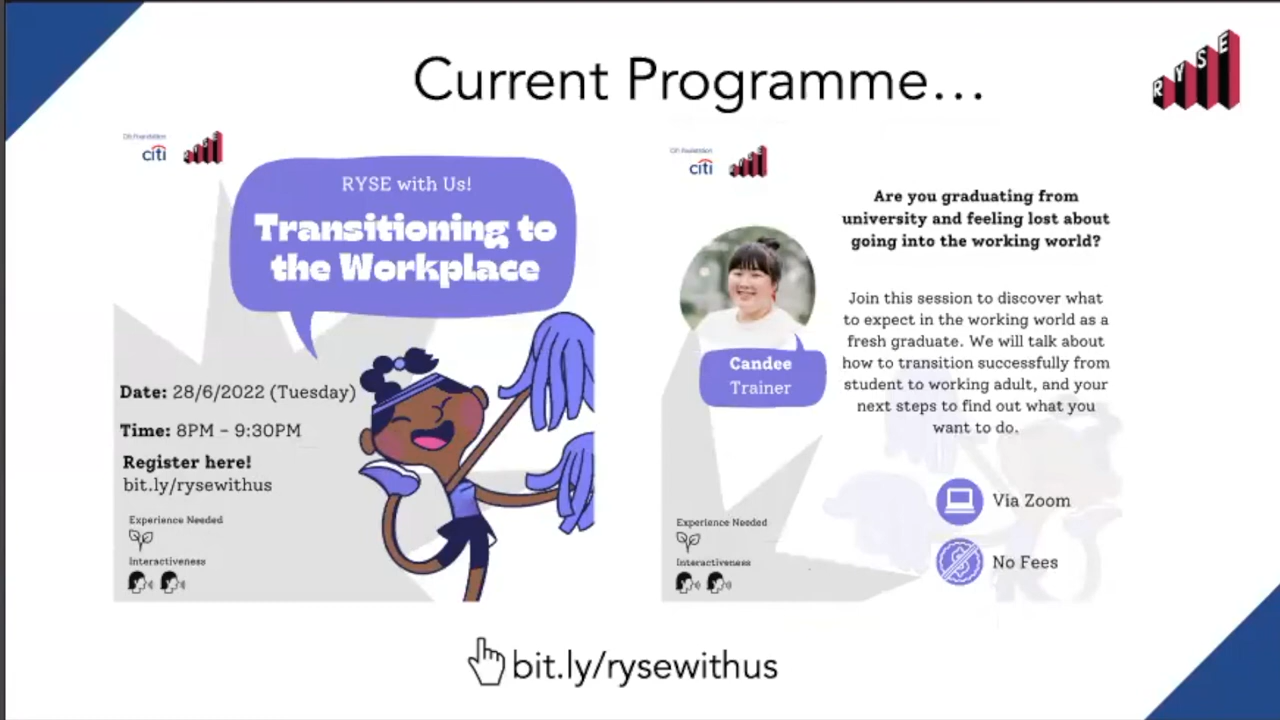 Current Programme...
RYSE
Citi Foundation
citi
RYSE with Us!
Transitioning to
the Workplace
Date: 28/6/2022 (Tuesday)
Time: 8PM – 9:30PM
Register here!
bit.ly/rysewithus
Experience Needed
Interactiveness
Citi Foundation
citi
Are you graduating from
university and feeling lost about
going into the working world?
Candee
Trainer
Join this session to discover what
to expect in the working world as a
fresh graduate. We will talk about
how to transition successfully from
student to working adult, and your
next steps to find out what you
want to do.
Experience Needed
Interactiveness
Via Zoom
No Fees
bit.ly/rysewithus